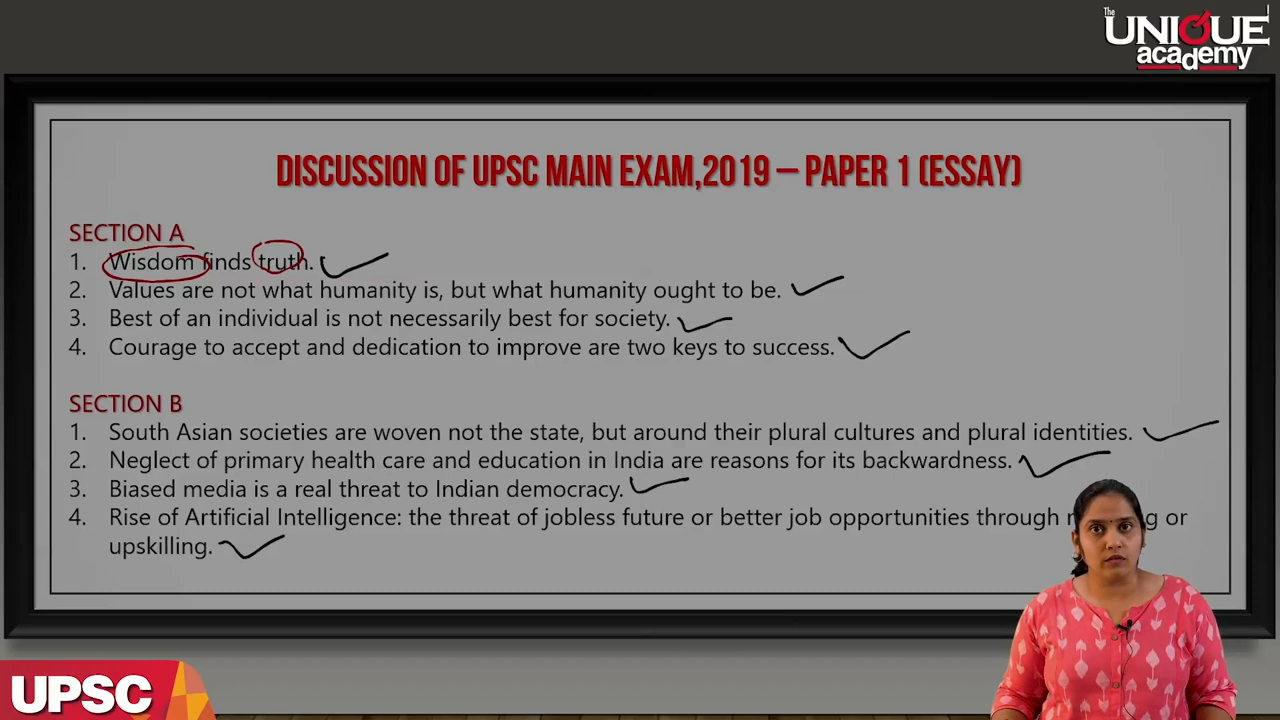 The
UNIQUE
academy
DISCUSSION OF UPSC MAIN EXAM,2019 – PAPER 1 (ESSAY)
SECTION A
1. Wisdom finds truth.
2. Values are not what humanity is, but what humanity ought to be.
3. Best of an individual is not necessarily best for society.
4. Courage to accept and dedication to improve are two keys to success.
SECTION B
1. South Asian societies are woven not the state, but around their plural cultures and plural identities.
2. Neglect of primary health care and education in India are reasons for its backwardness.
3. Biased media is a real threat to Indian democracy.
4. Rise of Artificial Intelligence: the threat of jobless future or better job opportunities through or
upskilling.
UPSC